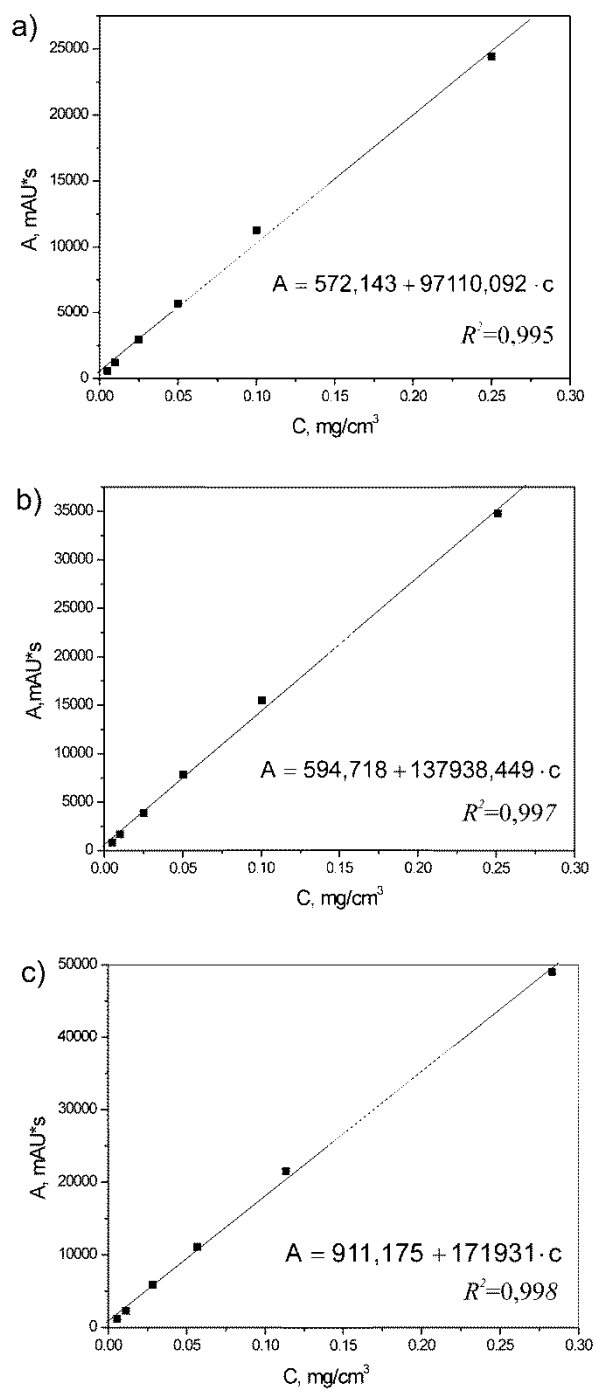 a)
25000
20000
15000
10000
5000
0
A, mAU*s
A = 572,143 + 97110,092 · c
R²=0,995
0.00 0.05 0.10 0.15 0.20 0.25 0.30
C, mg/cm³
b)
35000
30000
25000
20000
15000
10000
5000
0
A,mAU*s
A = 594,718 + 137938,449 · c
R²=0,997
0.00 0.05 0.10 0.15 0.20 0.25 0.30
C, mg/cm³
c)
50000
40000
30000
20000
10000
0
A, mAU*s
A = 911,175 + 171931 · c
R²=0,998
0.00 0.05 0.10 0.15 0.20 0.25 0.30
C, mg/cm³